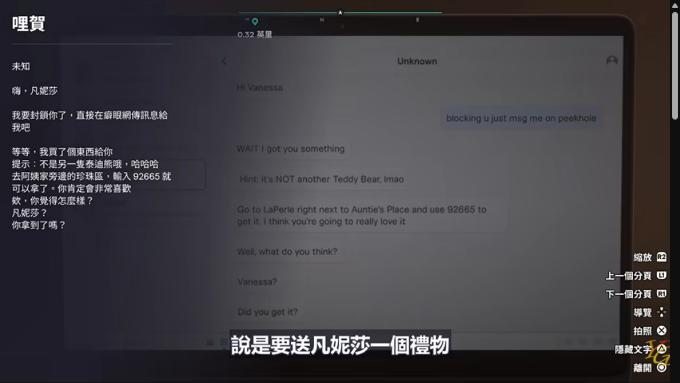 哩賀
未知
嗨，凡妮莎
我要封鎖你了，直接在癖眼網傳訊息給
我吧
等等，我買了個東西給你
提示：不是另一隻泰迪熊哦，哈哈哈
去阿姨家旁邊的珍珠區，輸入 92665 就
可以拿了。你肯定會非常喜歡
欸，你覺得怎麼樣？
凡妮莎？
你拿到了嗎？
N
E
0.32 英里
Unknown
Hi Vanessa
blocking u just msg me on peekhole
WAIT I got you something
Hint: it's NOT another Teddy Bear, lmao
Go to LaPerle right next to Auntie's Place and use 92665 to
get it. I think you're going to really love it
Well, what do you think?
Vanessa?
Did you get it?
縮放 R2
上一個分頁 L1
下一個分頁 R1
導覽
拍照
隱藏文字
離開
說是要送凡妮莎一個禮物